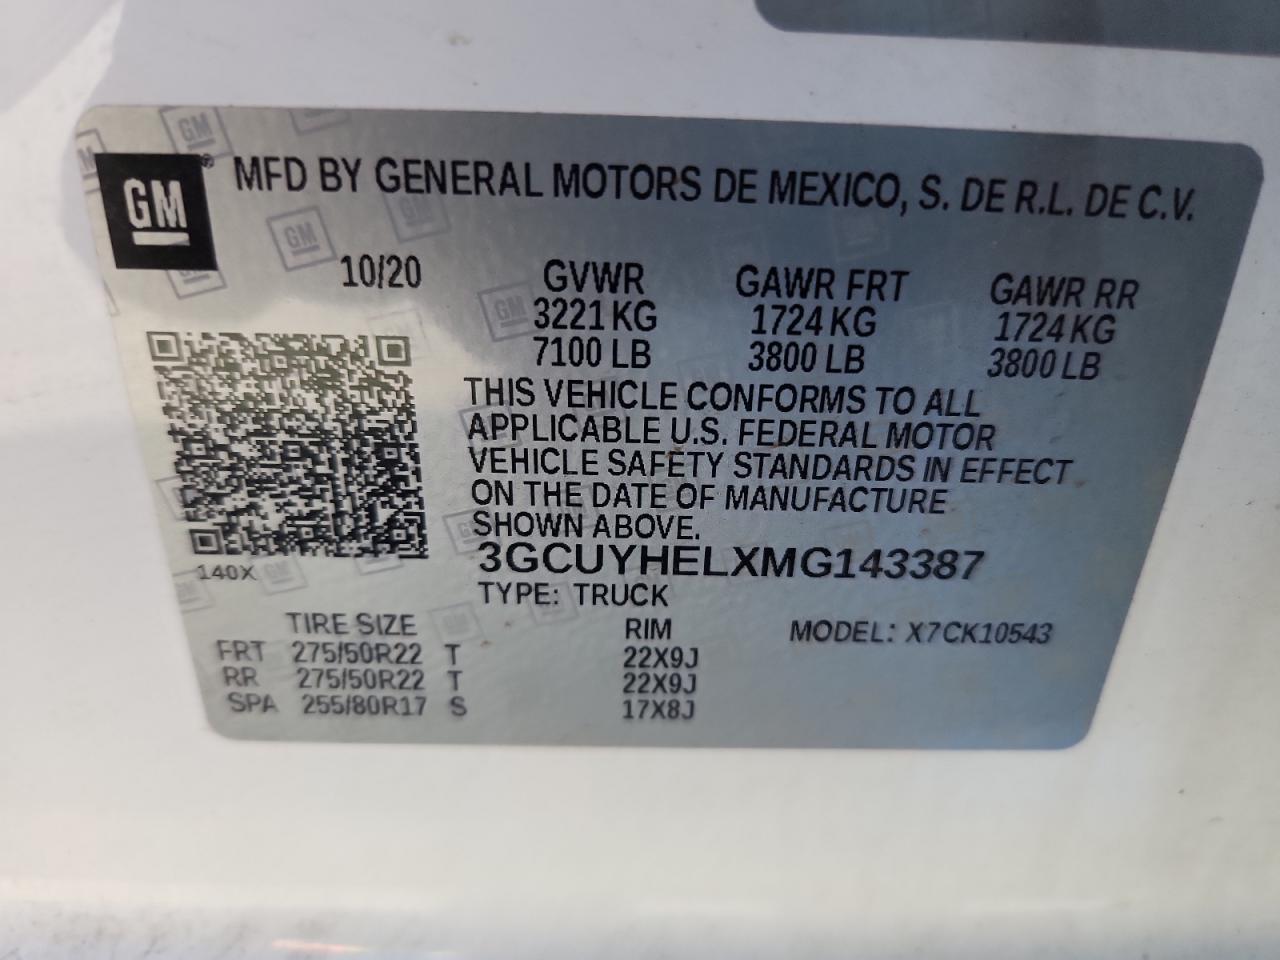 GM
MFD BY GENERAL MOTORS DE MEXICO, S. DE R.L. DE C.V.
10/20 GVWR GAWR FRT GAWR RR
3221 KG 1724 KG 1724 KG
7100 LB 3800 LB 3800 LB
THIS VEHICLE CONFORMS TO ALL
APPLICABLE U.S. FEDERAL MOTOR
VEHICLE SAFETY STANDARDS IN EFFECT
ON THE DATE OF MANUFACTURE
SHOWN ABOVE.
3GCUYHELXMG143387
140X
TYPE: TRUCK
TIRE SIZE RIM MODEL: X7CK10543
FRT 275/50R22 T 22X9J
RR 275/50R22 T 22X9J
SPA 255/80R17 S 17X8J